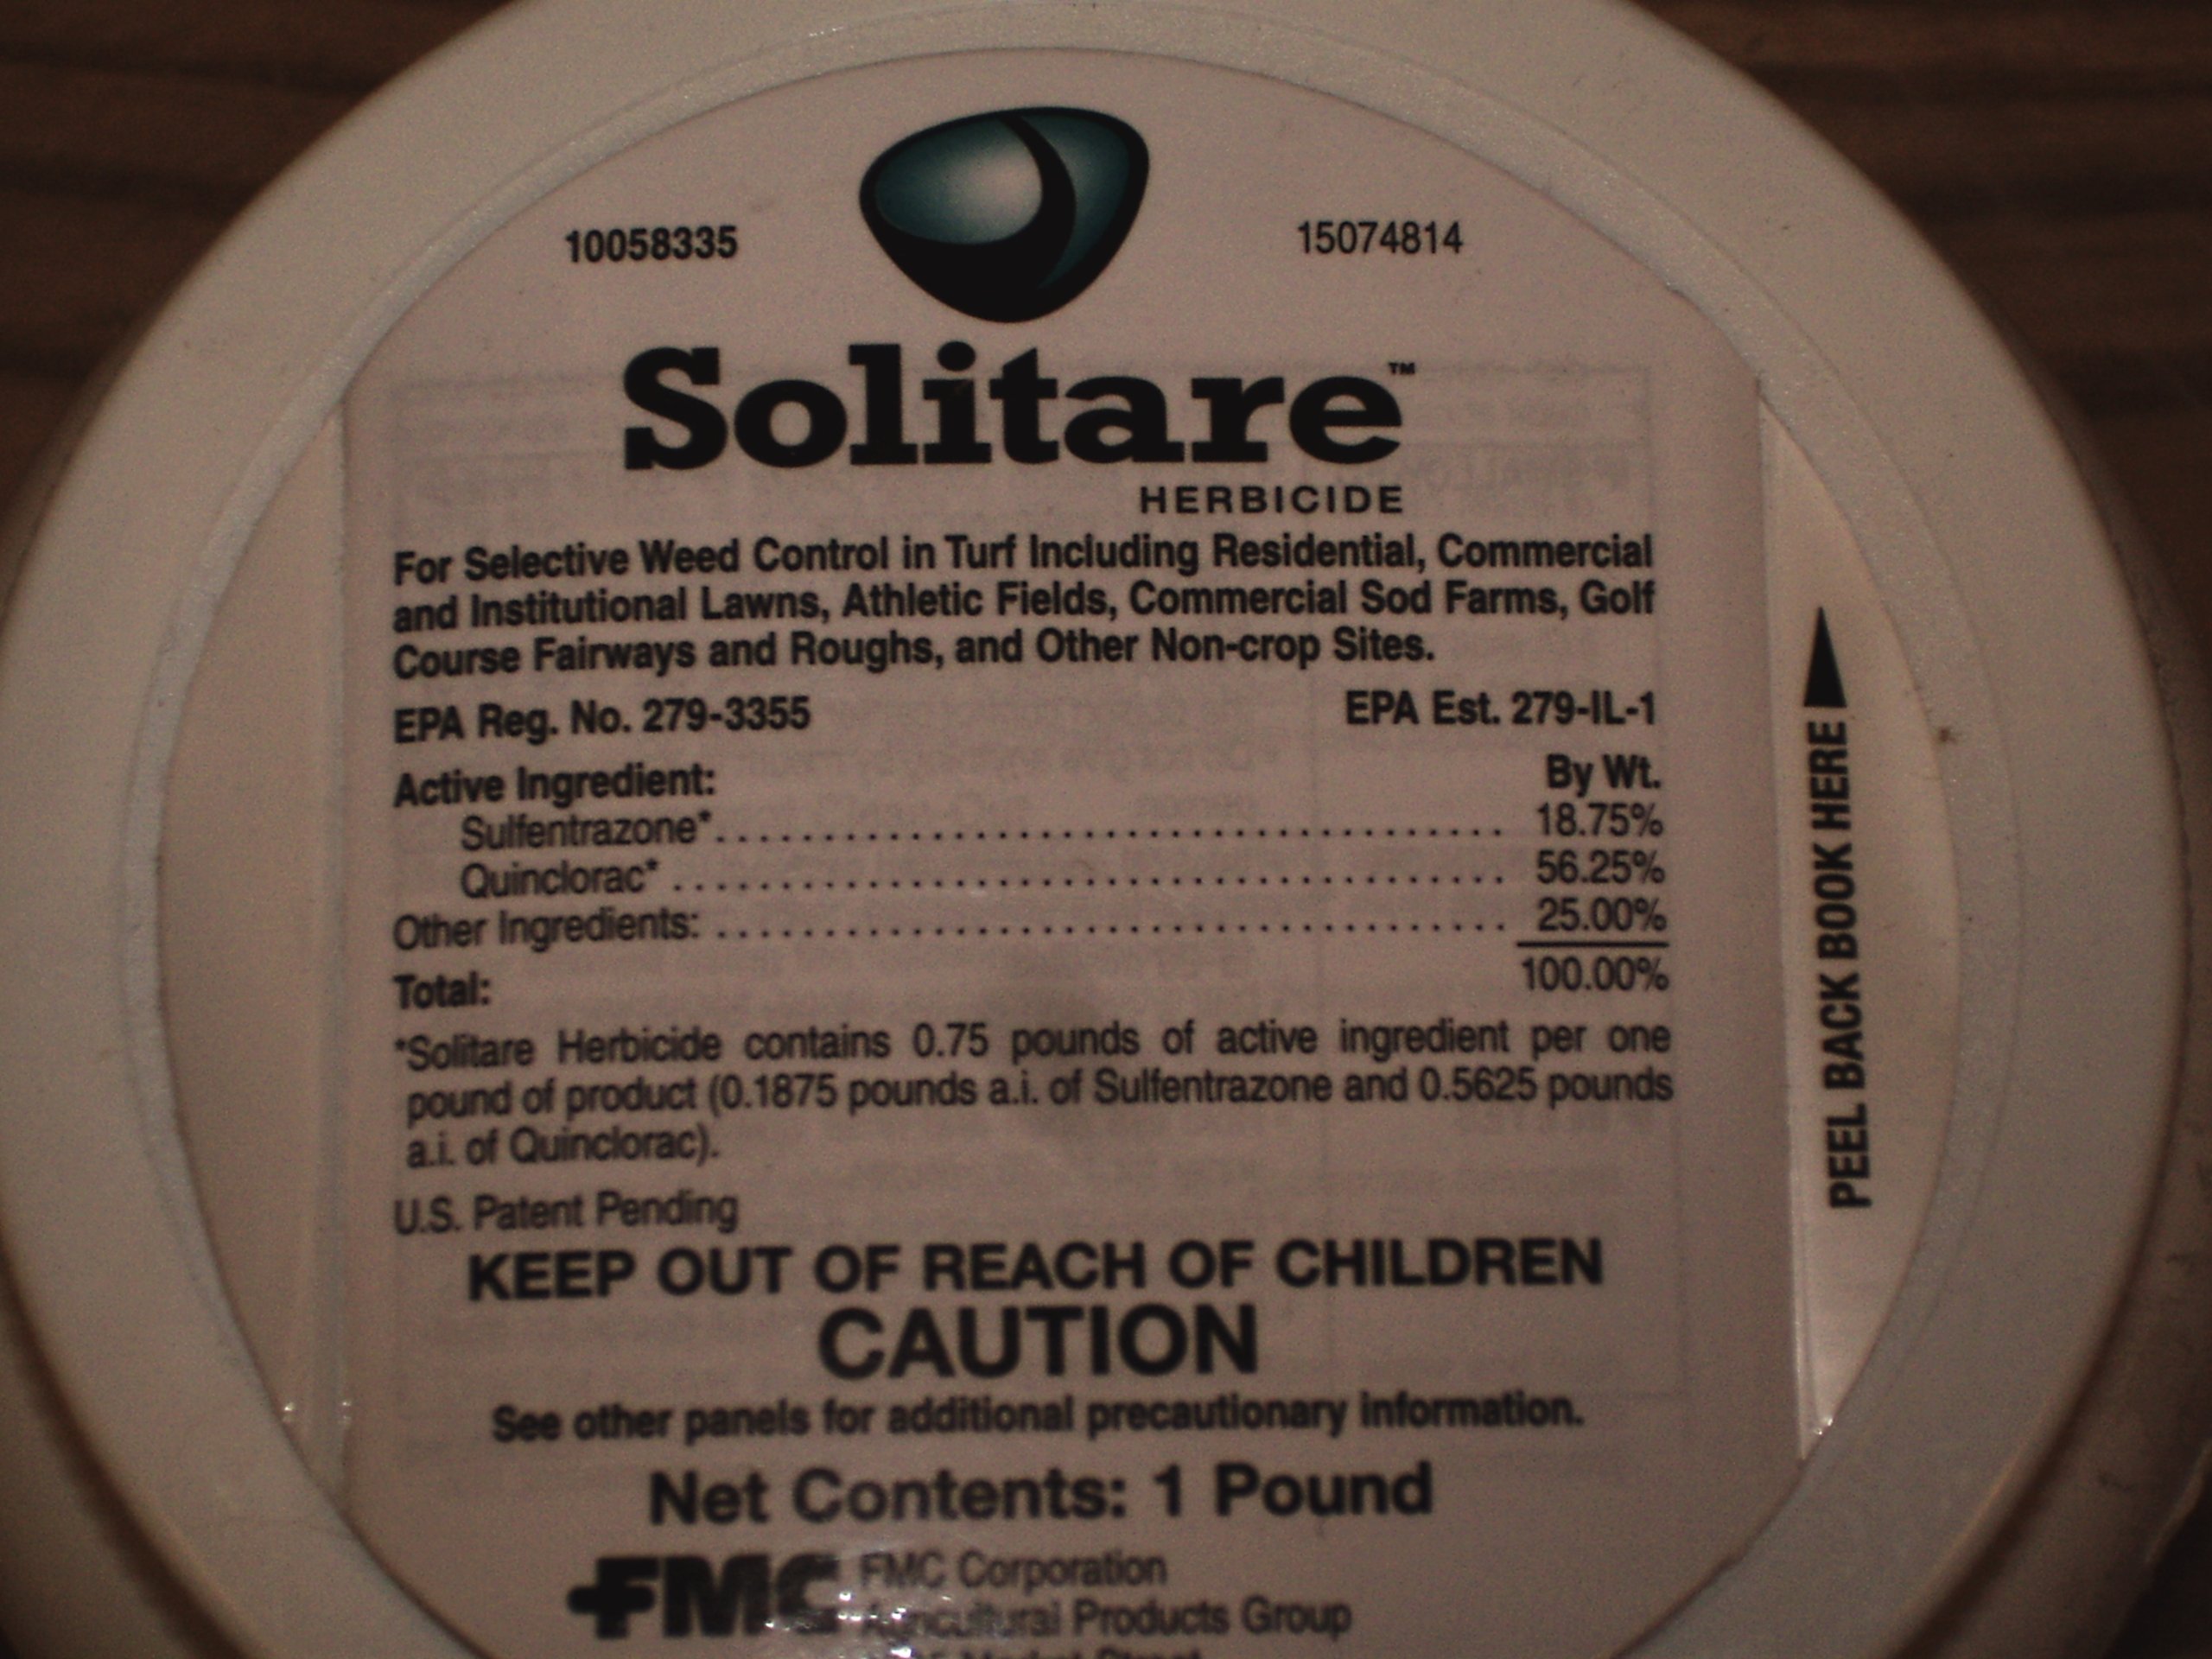 10058335 15074814
Solitare™
HERBICIDE
For Selective Weed Control in Turf Including Residential, Commercial
and Institutional Lawns, Athletic Fields, Commercial Sod Farms, Golf
Course Fairways and Roughs, and Other Non-crop Sites.
EPA Reg. No. 279-3355 EPA Est. 279-IL-1
Active Ingredient: By Wt.
Sulfentrazone*. . . . . . . . . . . . . . . . . . . . . . . . . . . . . . . . . . . . . . 18.75%
Quinclorac* . . . . . . . . . . . . . . . . . . . . . . . . . . . . . . . . . . . . . . . 56.25%
Other Ingredients: . . . . . . . . . . . . . . . . . . . . . . . . . . . . . . . . . . . . . 25.00%
Total: 100.00%
*Solitare Herbicide contains 0.75 pounds of active ingredient per one
pound of product (0.1875 pounds a.i. of Sulfentrazone and 0.5625 pounds
a.i. of Quinclorac).
U.S. Patent Pending
KEEP OUT OF REACH OF CHILDREN
CAUTION
See other panels for additional precautionary information.
Net Contents: 1 Pound
FMC FMC Corporation
Agricultural Products Group
Market Street
PEEL BACK BOOK HERE